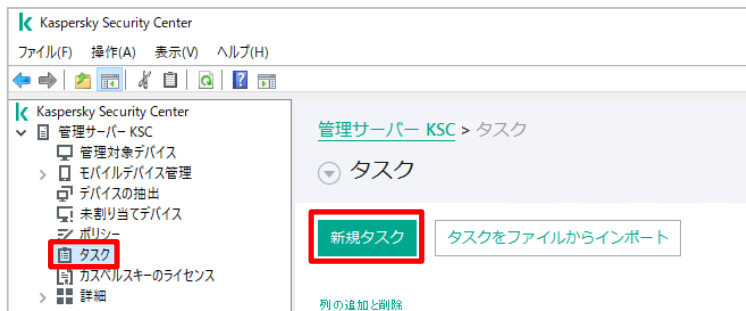 Kaspersky Security Center
ファイル(F) 操作(A) 表示(V) ヘルプ(H)
Kaspersky Security Center
管理サーバー KSC
管理対象デバイス
モバイルデバイス管理
デバイスの抽出
未割り当てデバイス
ポリシー
タスク
カスペルスキーのライセンス
詳細
管理サーバー KSC > タスク
タスク
新規タスク タスクをファイルからインポート
列の追加と削除